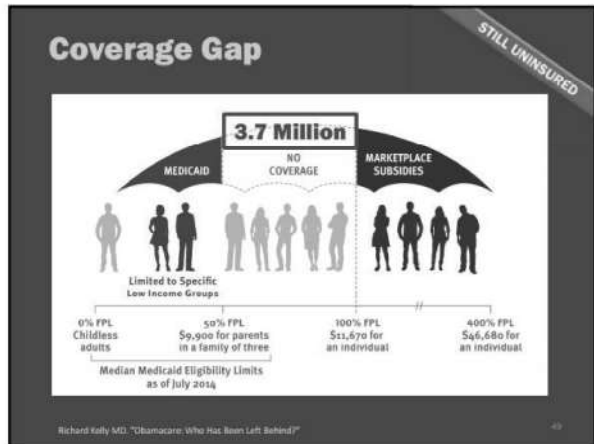 Coverage Gap
STILL UNINSURED
3.7 Million
MEDICAID
NO
COVERAGE
MARKETPLACE
SUBSIDIES
Limited to Specific
Low Income Groups
0% FPL
Childless
adults
50% FPL
$9,900 for parents
in a family of three
100% FPL
$11,670 for
an individual
400% FPL
$46,680 for
an individual
Median Medicaid Eligibility Limits
as of July 2014
Richard Kelly MD. "Obamacare: Who Has Been Left Behind?"
49